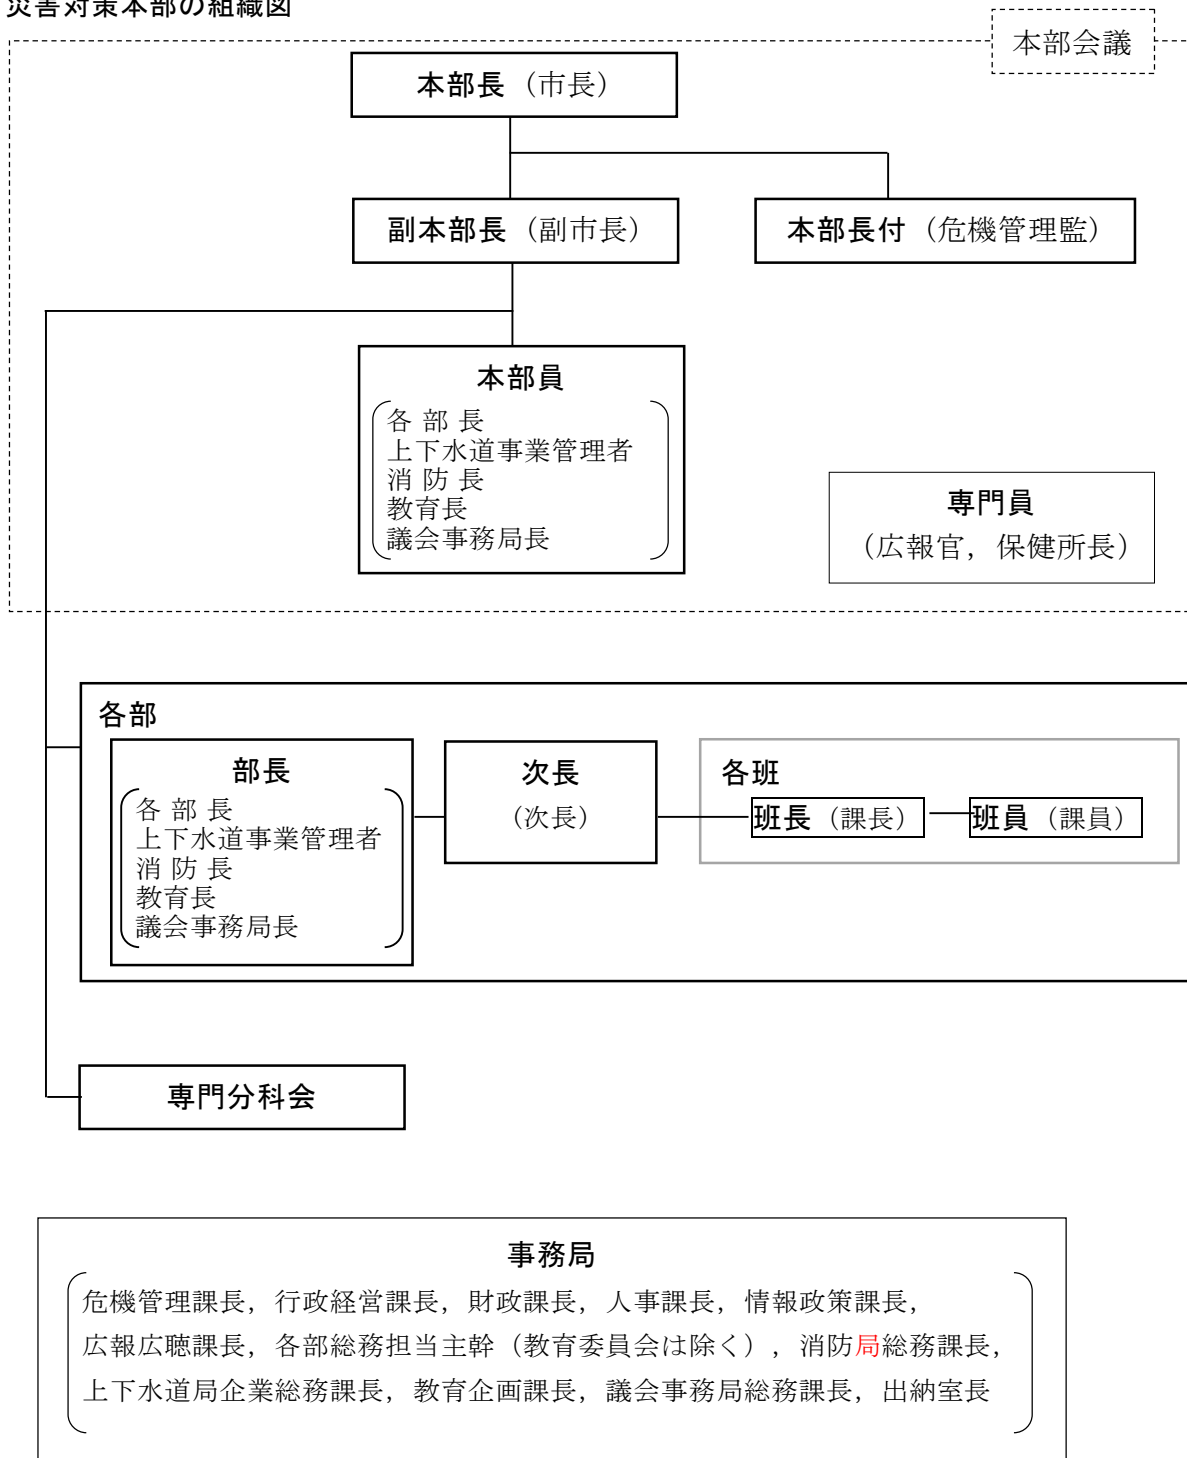 災害対策本部の組織図
本部会議
本部長（市長）
副本部長（副市長）
本部長付（危機管理監）
本部員
各 部 長
上下水道事業管理者
消 防 長
教育長
議会事務局長
専門員
（広報官，保健所長）
各部
部長
各 部 長
上下水道事業管理者
消 防 長
教育長
議会事務局長
次長
（次長）
各班
班長（課長）
班員（課員）
専門分科会
事務局
危機管理課長，行政経営課長，財政課長，人事課長，情報政策課長，
広報広聴課長，各部総務担当主幹（教育委員会は除く），消防局総務課長，
上下水道局企業総務課長，教育企画課長，議会事務局総務課長，出納室長